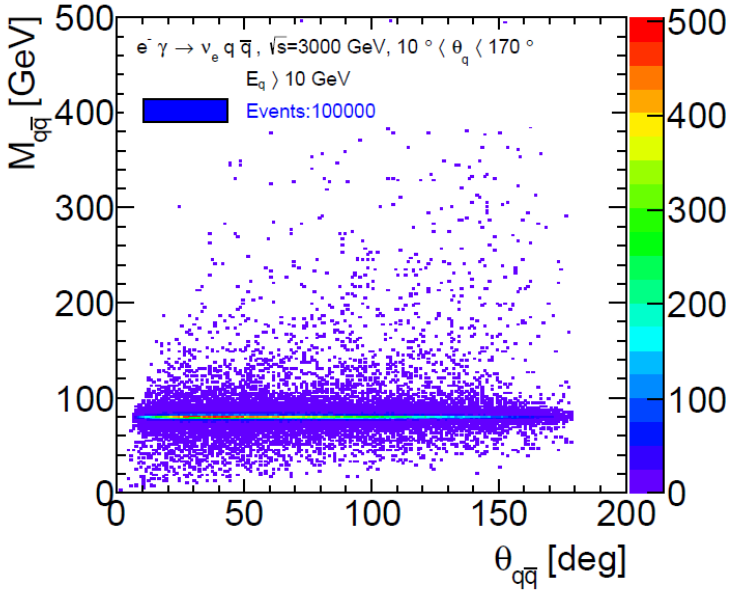 e⁻ γ → ν_e q q̅ , √s=3000 GeV, 10 ° ⟨ θ_q ⟨ 170 °
E_q ⟩ 10 GeV
Events:100000
M_qq̅ [GeV]
500
400
300
200
100
0
0 50 100 150 200
θ_qq̅ [deg]
500
400
300
200
100
0